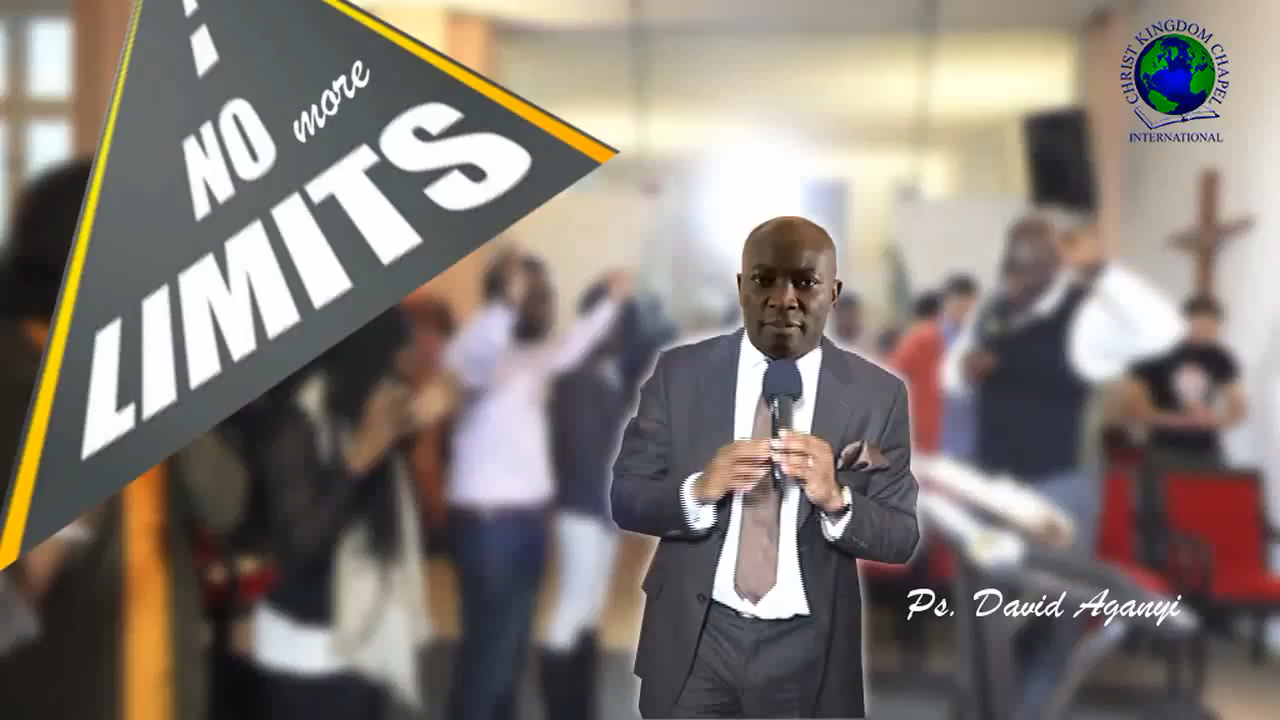 NO more
LIMITS
CHRIST KINGDOM CHAPEL
INTERNATIONAL
Ps. David Aganyi